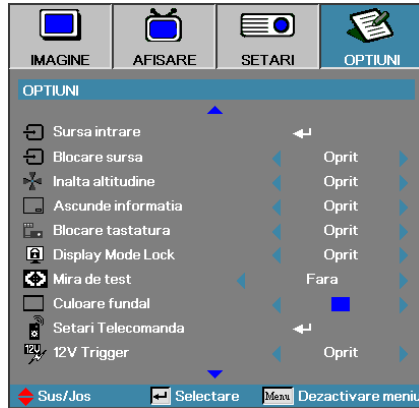 IMAGINE AFISARE SETARI OPTIUNI
OPTIUNI
Sursa intrare
Blocare sursa Oprit
Inalta altitudine Oprit
Ascunde informatia Oprit
Blocare tastatura Oprit
Display Mode Lock Oprit
Mira de test Fara
Culoare fundal
Setari Telecomanda
12V 12V Trigger Oprit
Sus/Jos Selectare Menu Dezactivare meniu